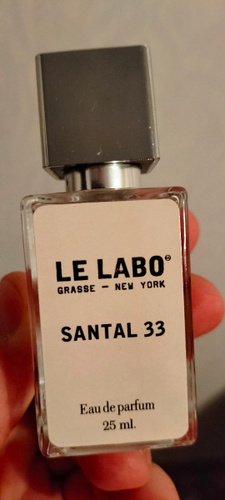 LE LABO®
GRASSE — NEW YORK
SANTAL 33
Eau de parfum
25 ml.